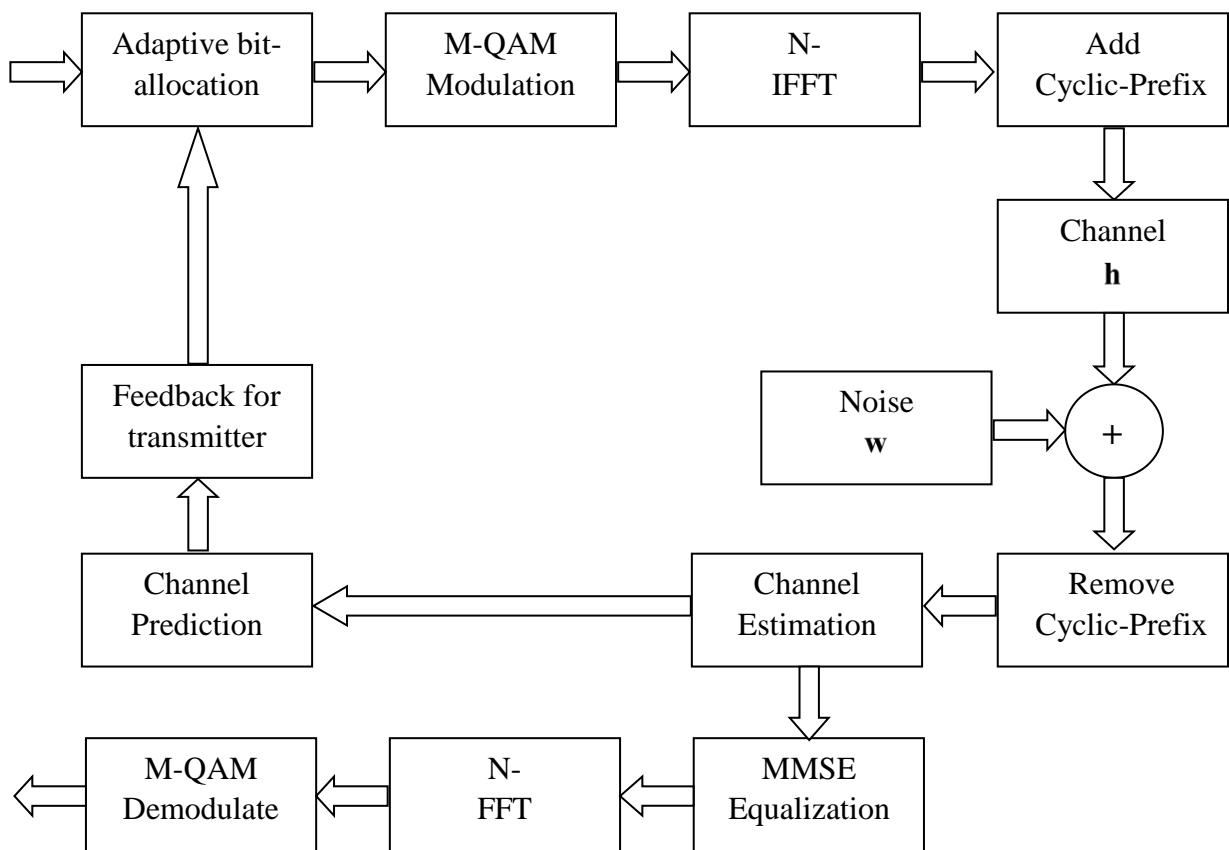 Adaptive bit-
allocation
M-QAM
Modulation
N-
IFFT
Add
Cyclic-Prefix
Channel
h
Feedback for
transmitter
Noise
w
+
Channel
Prediction
Channel
Estimation
Remove
Cyclic-Prefix
M-QAM
Demodulate
N-
FFT
MMSE
Equalization